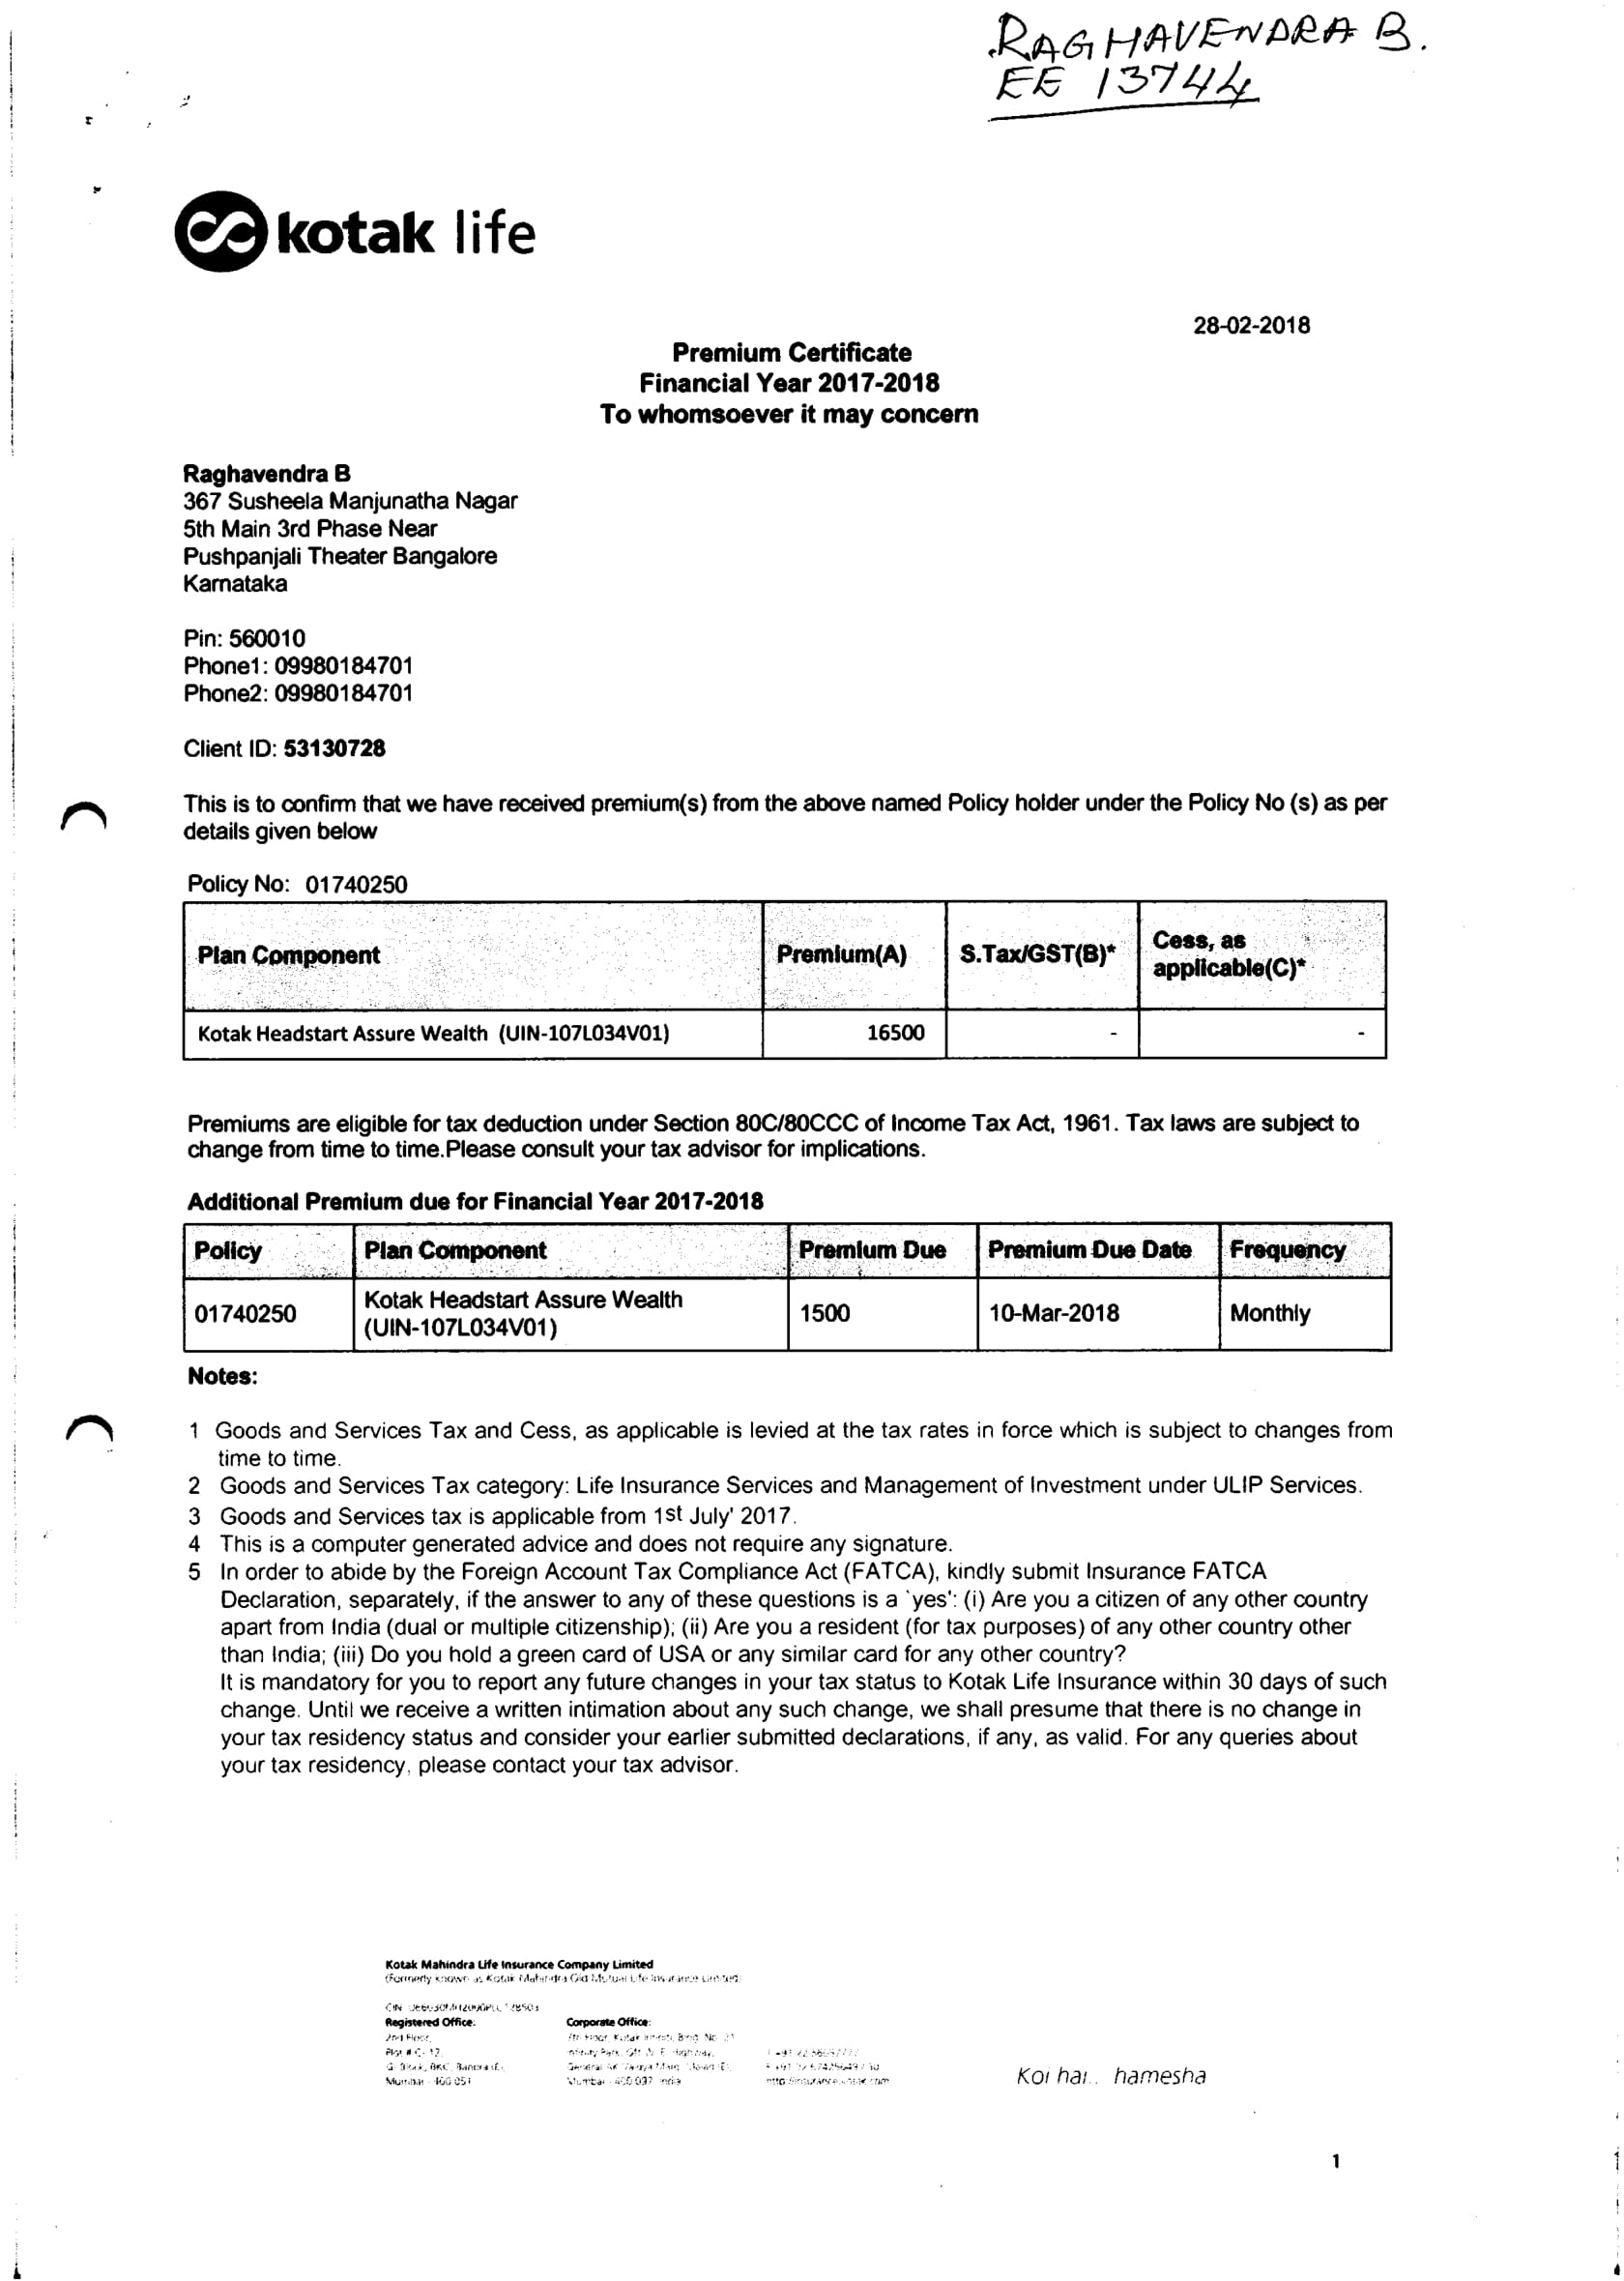 RAGHAVENDRA B.
EE 13744
kotak life
28-02-2018
Premium Certificate
Financial Year 2017-2018
To whomsoever it may concern
Raghavendra B
367 Susheela Manjunatha Nagar
5th Main 3rd Phase Near
Pushpanjali Theater Bangalore
Karnataka
Pin: 560010
Phone1: 09980184701
Phone2: 09980184701
Client ID: 53130728
This is to confirm that we have received premium(s) from the above named Policy holder under the Policy No (s) as per
details given below
Policy No: 01740250
Plan Component Premium(A) S.Tax/GST(B)* Cess, as applicable(C)*
Kotak Headstart Assure Wealth (UIN-107L034V01) 16500 - -
Premiums are eligible for tax deduction under Section 80C/80CCC of Income Tax Act, 1961. Tax laws are subject to
change from time to time.Please consult your tax advisor for implications.
Additional Premium due for Financial Year 2017-2018
Policy Plan Component Premium Due Premium Due Date Frequency
01740250 Kotak Headstart Assure Wealth (UIN-107L034V01) 1500 10-Mar-2018 Monthly
Notes:
1 Goods and Services Tax and Cess, as applicable is levied at the tax rates in force which is subject to changes from
time to time.
2 Goods and Services Tax category: Life Insurance Services and Management of Investment under ULIP Services.
3 Goods and Services tax is applicable from 1st July' 2017.
4 This is a computer generated advice and does not require any signature.
5 In order to abide by the Foreign Account Tax Compliance Act (FATCA), kindly submit Insurance FATCA
Declaration, separately, if the answer to any of these questions is a `yes': (i) Are you a citizen of any other country
apart from India (dual or multiple citizenship); (ii) Are you a resident (for tax purposes) of any other country other
than India; (iii) Do you hold a green card of USA or any similar card for any other country?
It is mandatory for you to report any future changes in your tax status to Kotak Life Insurance within 30 days of such
change. Until we receive a written intimation about any such change, we shall presume that there is no change in
your tax residency status and consider your earlier submitted declarations, if any, as valid. For any queries about
your tax residency, please contact your tax advisor.
Kotak Mahindra Life Insurance Company Limited
(Formerly known as Kotak Mahindra Old Mutual Life Insurance Limited)
CIN
Registered Office: Corporate Office:
2nd Floor,
Plot # C- 12,
Mumbai - 400 051
Koi hai.. hamesha
1